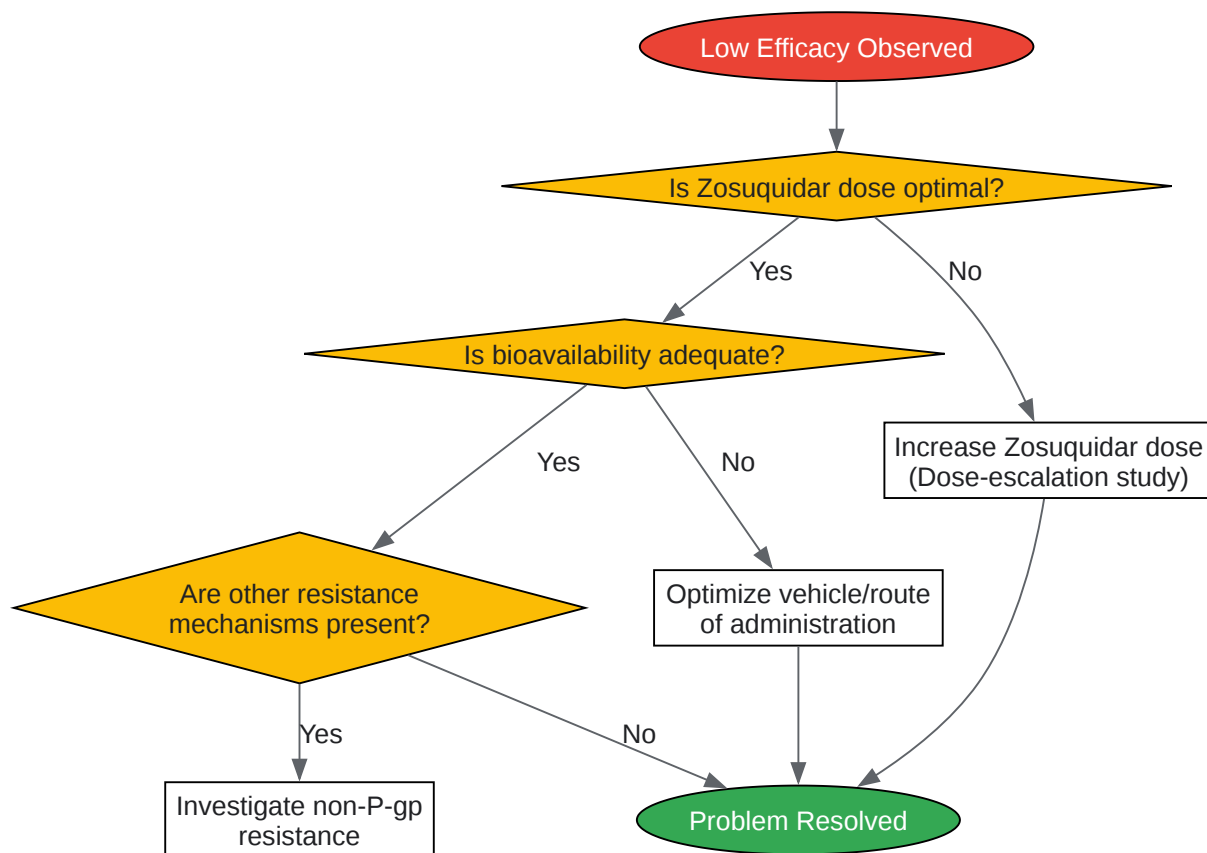 Low Efficacy Observed
Is Zosuquidar dose optimal?
Yes
No
Is bioavailability adequate?
Increase Zosuquidar dose
(Dose-escalation study)
Yes
No
Are other resistance
mechanisms present?
Optimize vehicle/route
of administration
Yes
No
Investigate non-P-gp
resistance
Problem Resolved